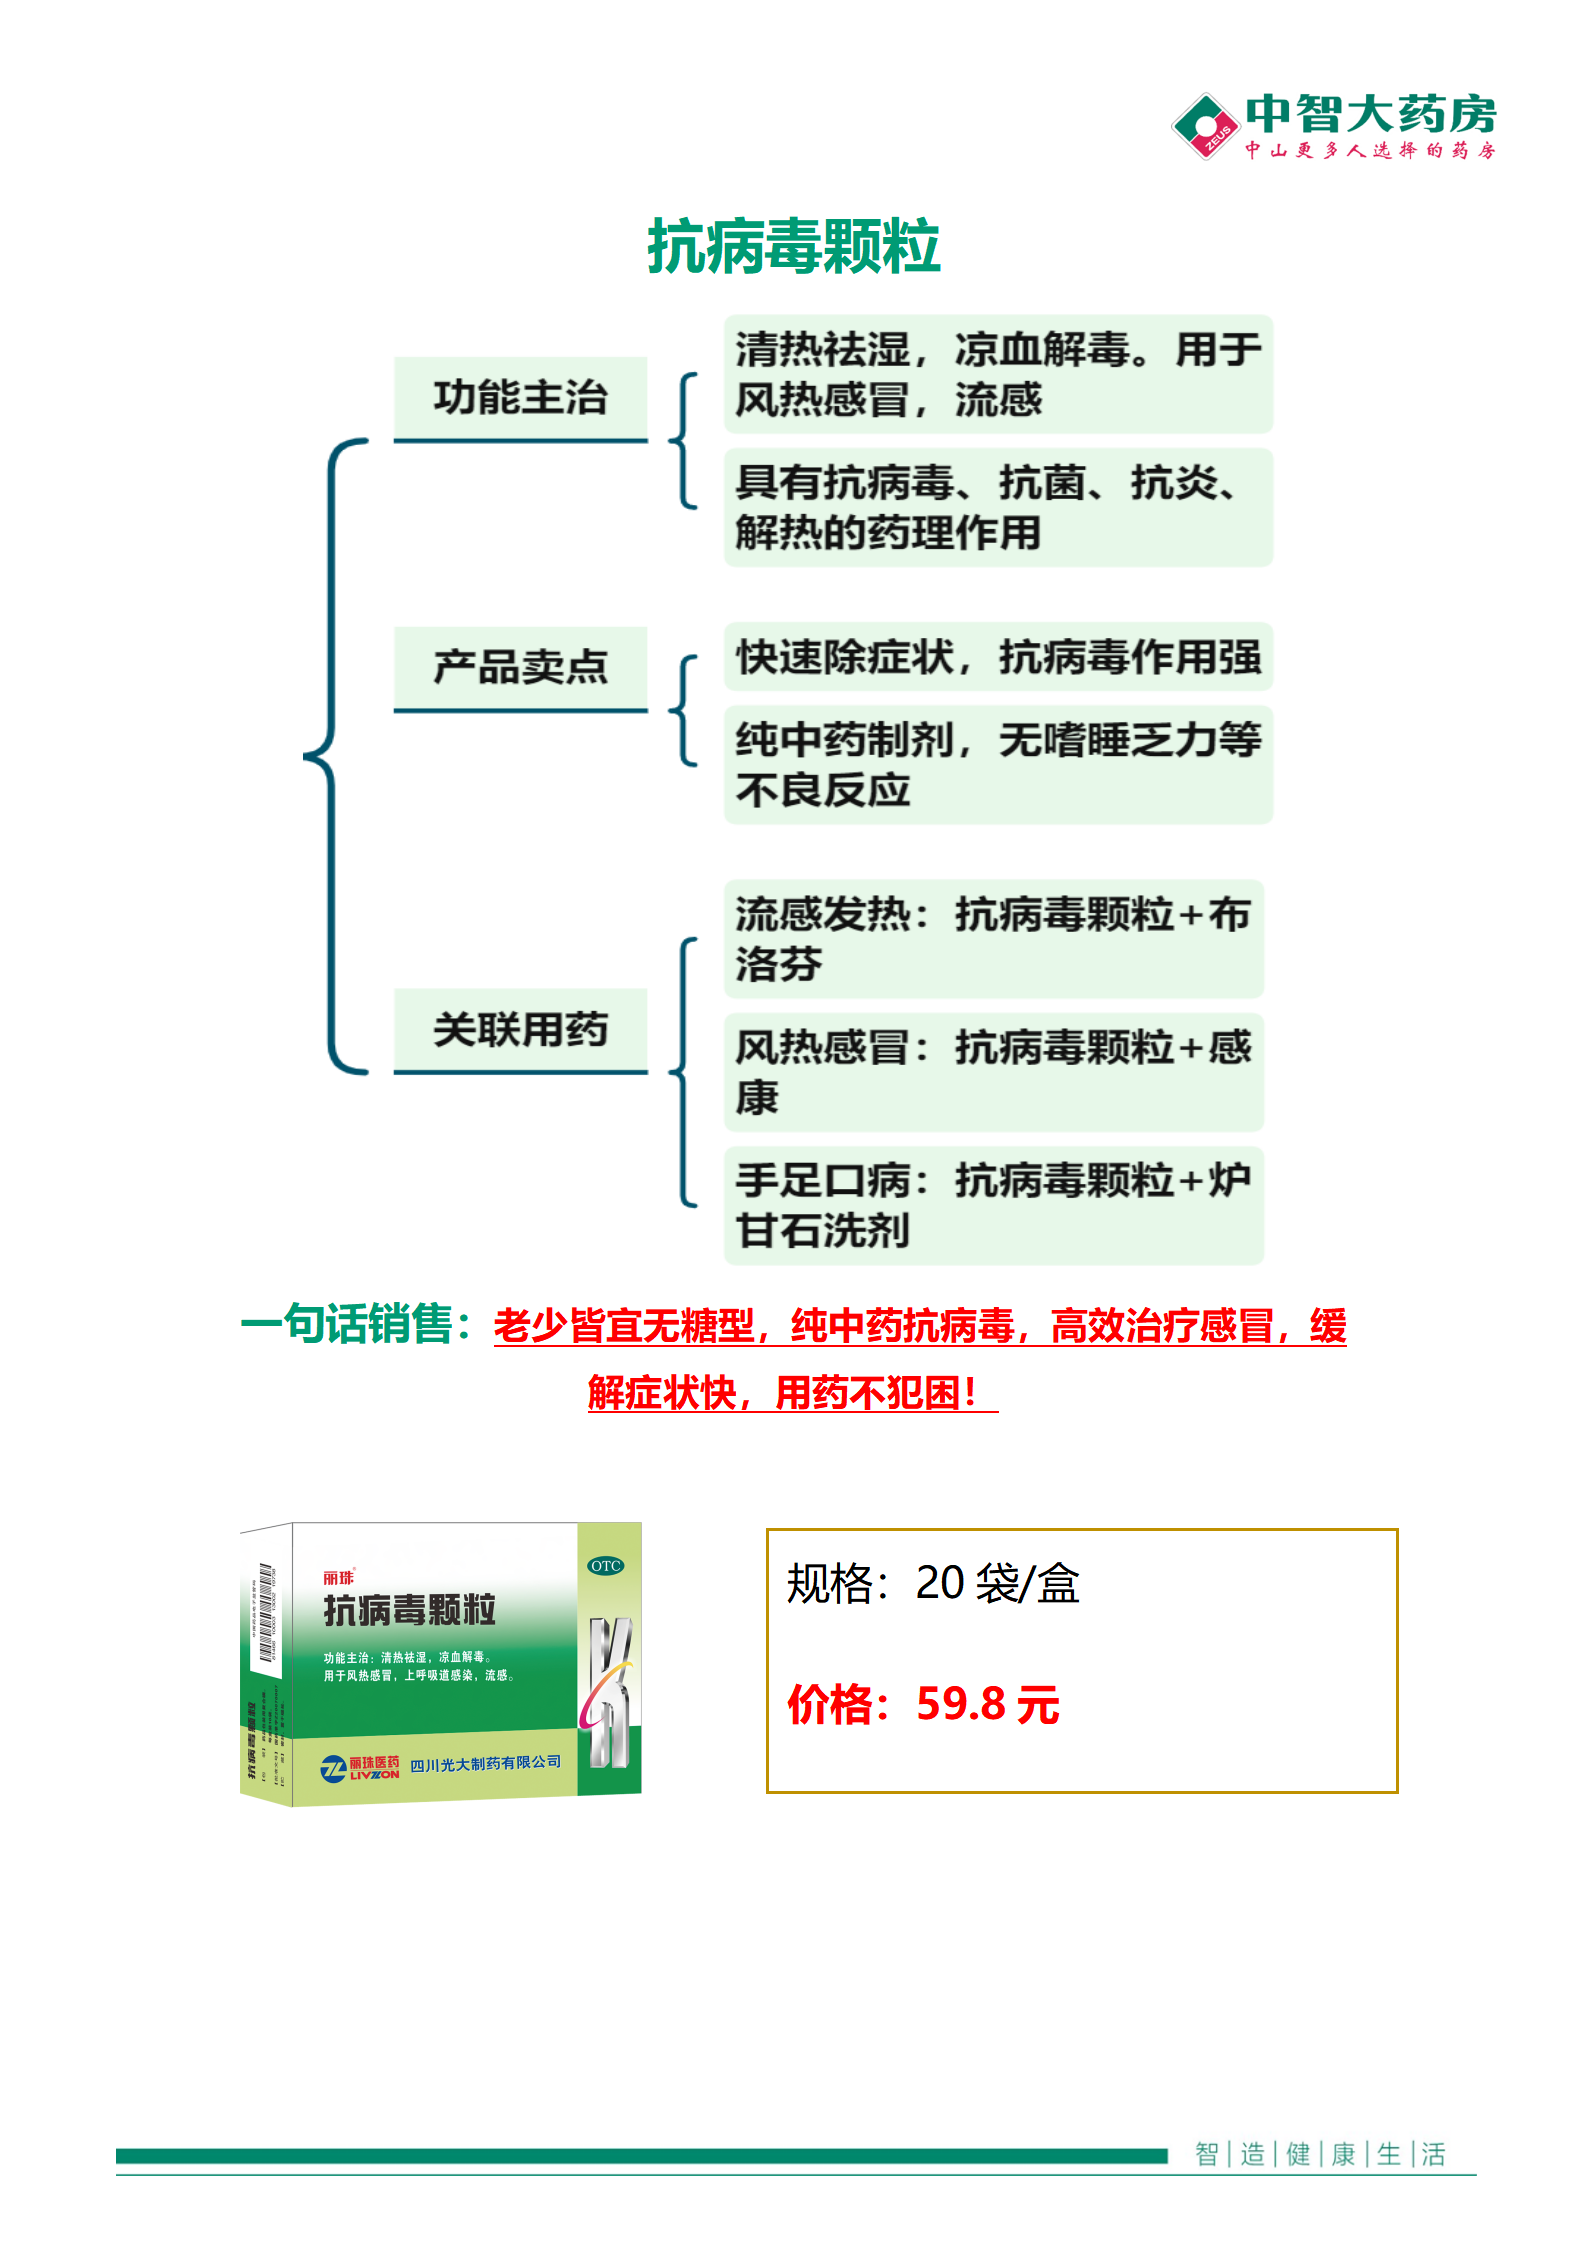 中智大药房
ZEUS
中山更多人选择的药房
抗病毒颗粒
功能主治
清热祛湿，凉血解毒。用于
风热感冒，流感
具有抗病毒、抗菌、抗炎、
解热的药理作用
产品卖点
快速除症状，抗病毒作用强
纯中药制剂，无嗜睡乏力等
不良反应
关联用药
流感发热：抗病毒颗粒+布
洛芬
风热感冒：抗病毒颗粒+感
康
手足口病：抗病毒颗粒+炉
甘石洗剂
一句话销售：老少皆宜无糖型，纯中药抗病毒，高效治疗感冒，缓
解症状快，用药不犯困！
丽珠
抗病毒颗粒
功能主治：清热祛湿，凉血解毒。
用于风热感冒，上呼吸道感染，流感。
OTC
丽珠医药
LIVZON
四川光大制药有限公司
抗病毒颗粒
规格：20 袋/盒
价格：59.8 元
智|造|健|康|生|活